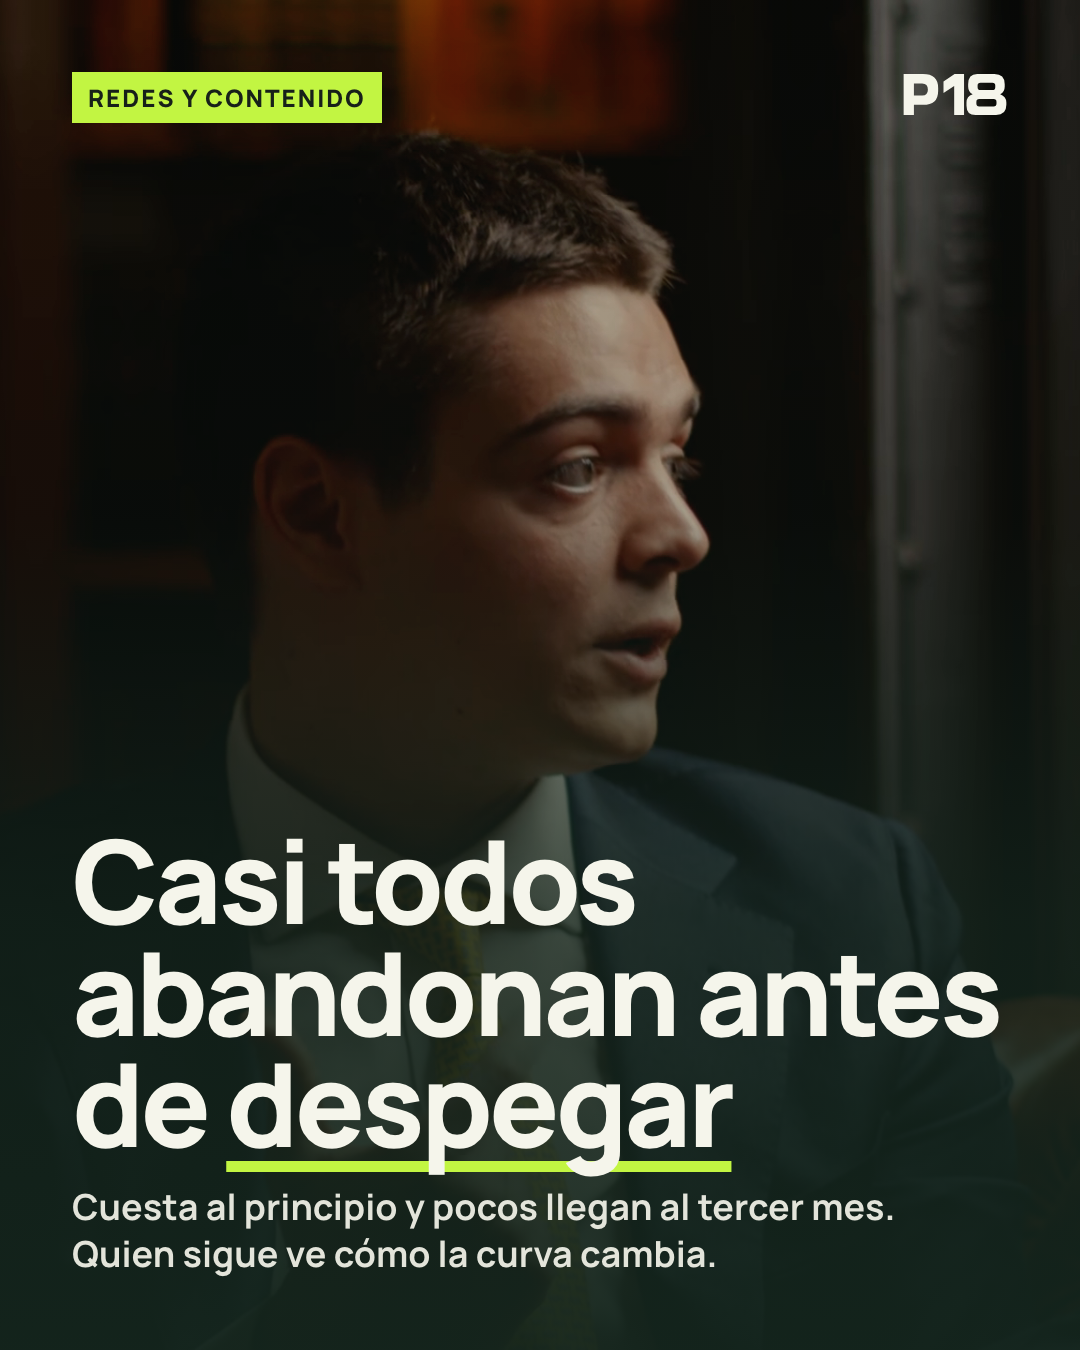 REDES Y CONTENIDO
P18
Casi todos
abandonan antes
de despegar
Cuesta al principio y pocos llegan al tercer mes.
Quien sigue ve cómo la curva cambia.